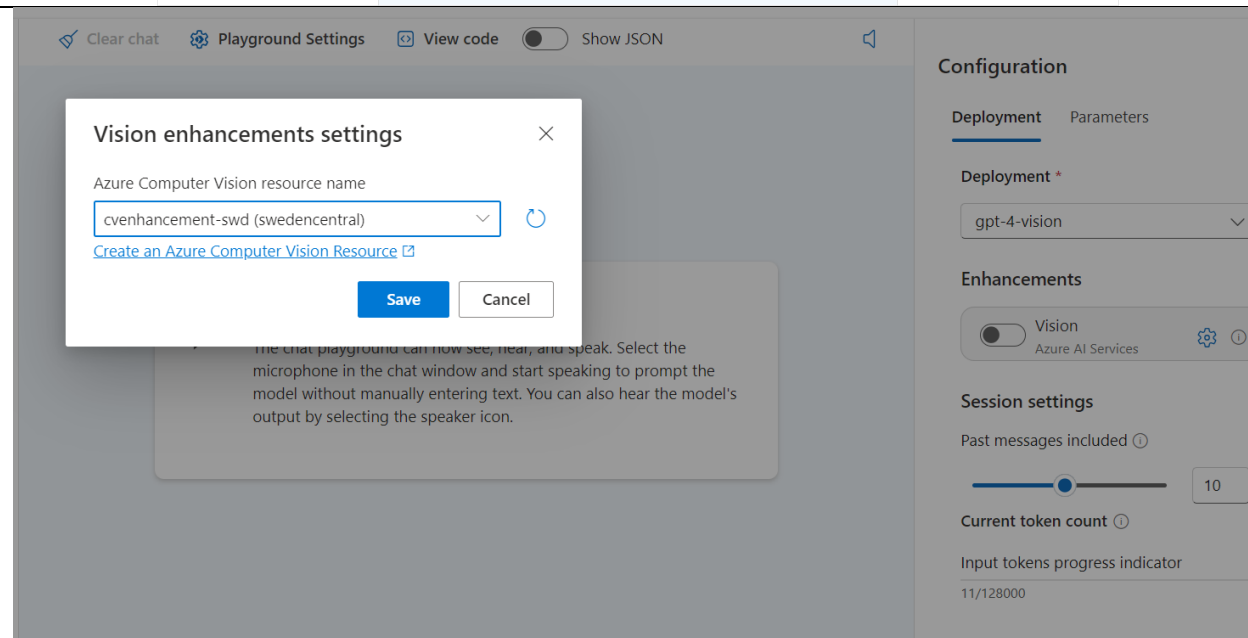 Clear chat
Playground Settings
View code
Show JSON
Vision enhancements settings
Azure Computer Vision resource name
cvenhancement-swd (swedencentral)
Create an Azure Computer Vision Resource
Save
Cancel
The chat playground can now see, hear, and speak. Select the
microphone in the chat window and start speaking to prompt the
model without manually entering text. You can also hear the model's
output by selecting the speaker icon.
Configuration
Deployment
Parameters
Deployment *
gpt-4-vision
Enhancements
Vision
Azure AI Services
Session settings
Past messages included
10
Current token count
Input tokens progress indicator
11/128000